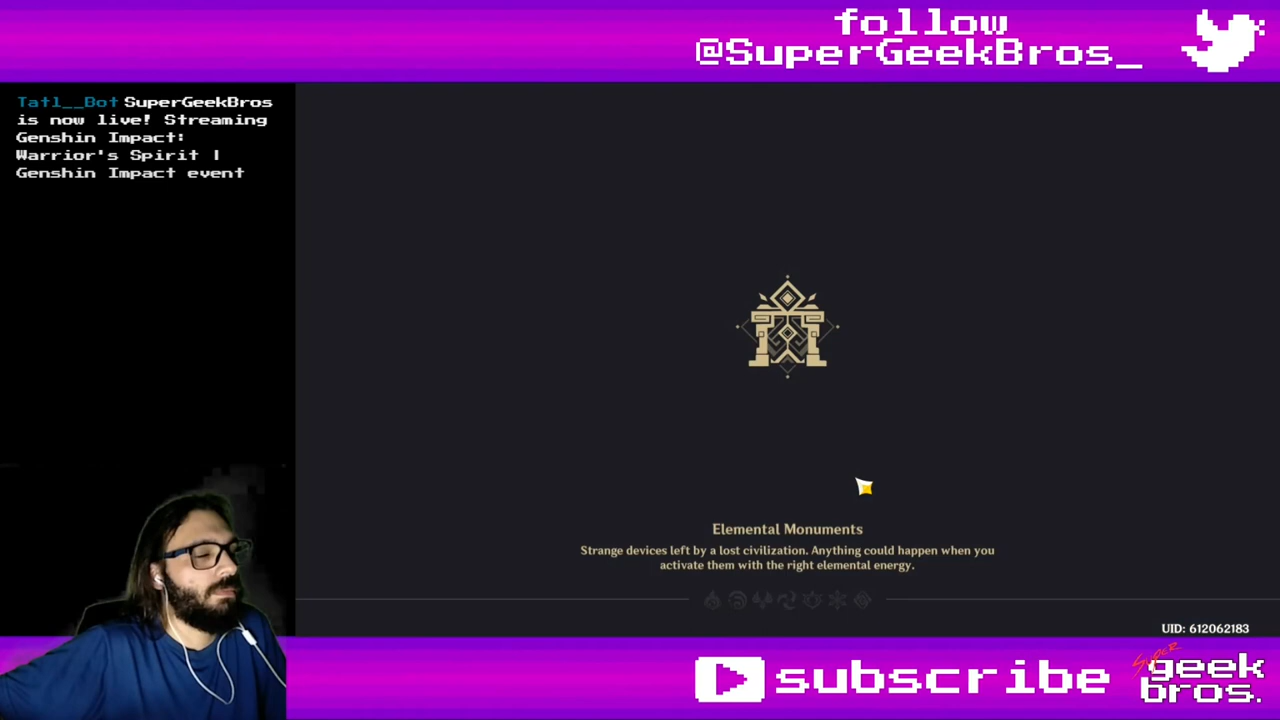 follow
@SuperGeekBros_
Tatl__Bot SuperGeekBros
is now live! Streaming
Genshin Impact:
Warrior's Spirit |
Genshin Impact event
Elemental Monuments
Strange devices left by a lost civilization. Anything could happen when you
activate them with the right elemental energy.
UID: 612062183
subscribe
super
geek
bros.